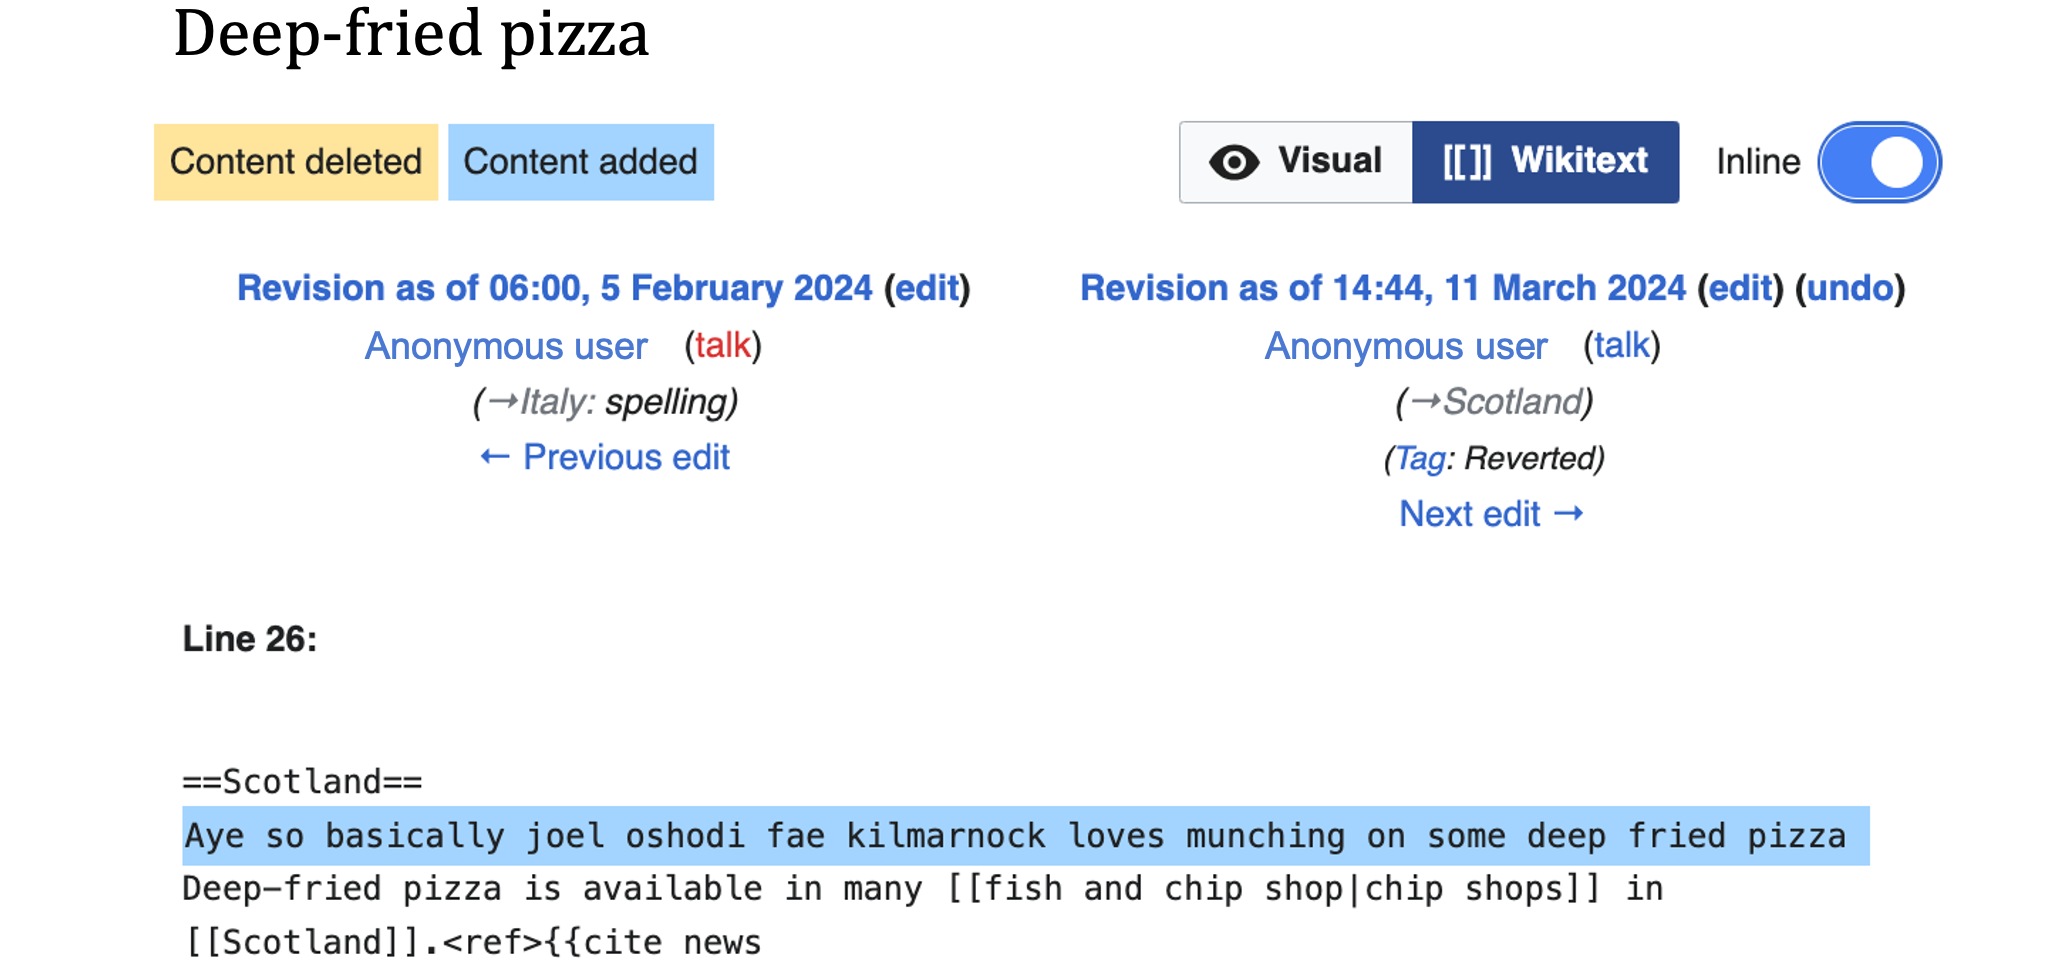 Deep-fried pizza
Content deleted Content added
Visual [[ ]] Wikitext Inline
Revision as of 06:00, 5 February 2024 (edit)
Anonymous user (talk)
(→Italy: spelling)
← Previous edit
Revision as of 14:44, 11 March 2024 (edit) (undo)
Anonymous user (talk)
(→Scotland)
(Tag: Reverted)
Next edit →
Line 26:
==Scotland==
Aye so basically joel oshodi fae kilmarnock loves munching on some deep fried pizza
Deep-fried pizza is available in many [[fish and chip shop|chip shops]] in
[[Scotland]].<ref>{{cite news